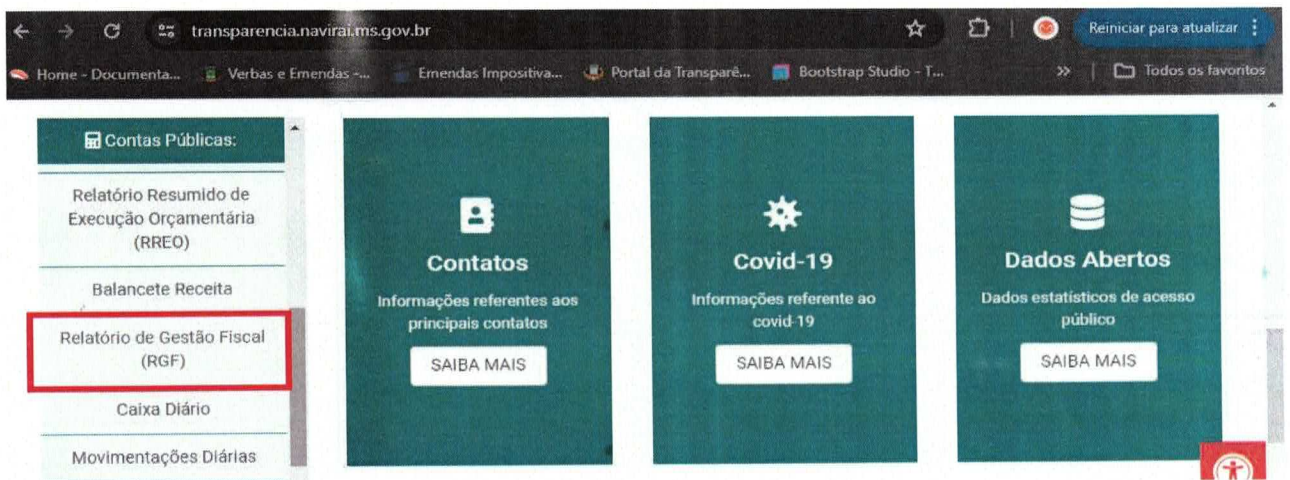 transparencia.navirai.ms.gov.br
Reiniciar para atualizar
Home - Documenta...
Verbas e Emendas -...
Emendas Impositiva...
Portal da Transparê...
Bootstrap Studio - T...
»
Todos os favoritos
Contas Públicas:
Relatório Resumido de
Execução Orçamentária
(RREO)
Balancete Receita
Relatório de Gestão Fiscal
(RGF)
Caixa Diário
Movimentações Diárias
Contatos
Informações referentes aos
principais contatos
SAIBA MAIS
Covid-19
Informações referente ao
covid-19
SAIBA MAIS
Dados Abertos
Dados estatísticos de acesso
público
SAIBA MAIS